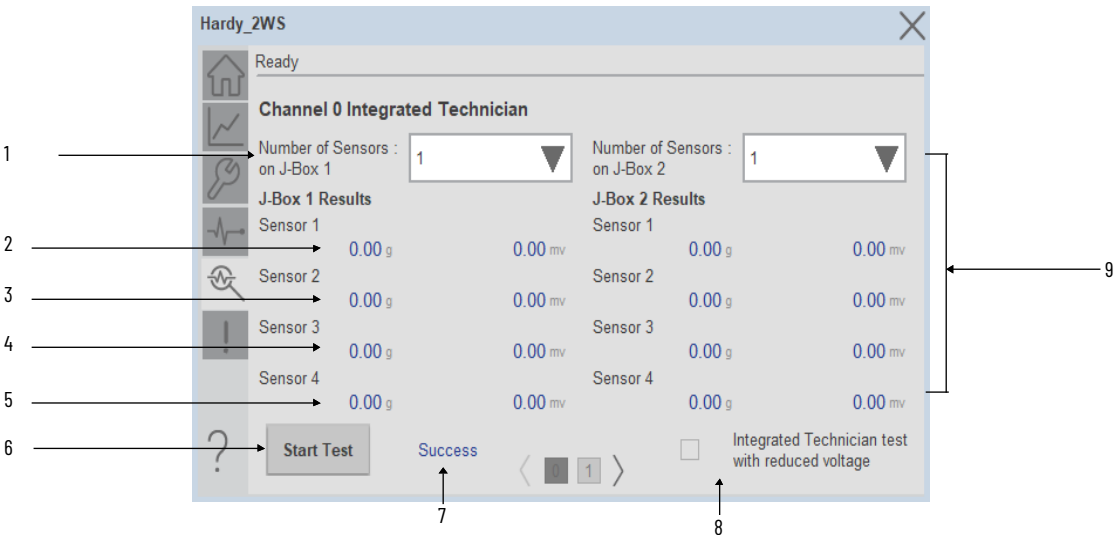 Hardy_2WS
Ready
Channel 0 Integrated Technician
1
Number of Sensors :
on J-Box 1
1
Number of Sensors :
on J-Box 2
1
J-Box 1 Results
J-Box 2 Results
Sensor 1
Sensor 1
2
0.00 g
0.00 mv
0.00 g
0.00 mv
9
Sensor 2
Sensor 2
3
0.00 g
0.00 mv
0.00 g
0.00 mv
Sensor 3
Sensor 3
4
0.00 g
0.00 mv
0.00 g
0.00 mv
Sensor 4
Sensor 4
5
0.00 g
0.00 mv
0.00 g
0.00 mv
6
?
Start Test
Success
0
1
Integrated Technician test
with reduced voltage
7
8